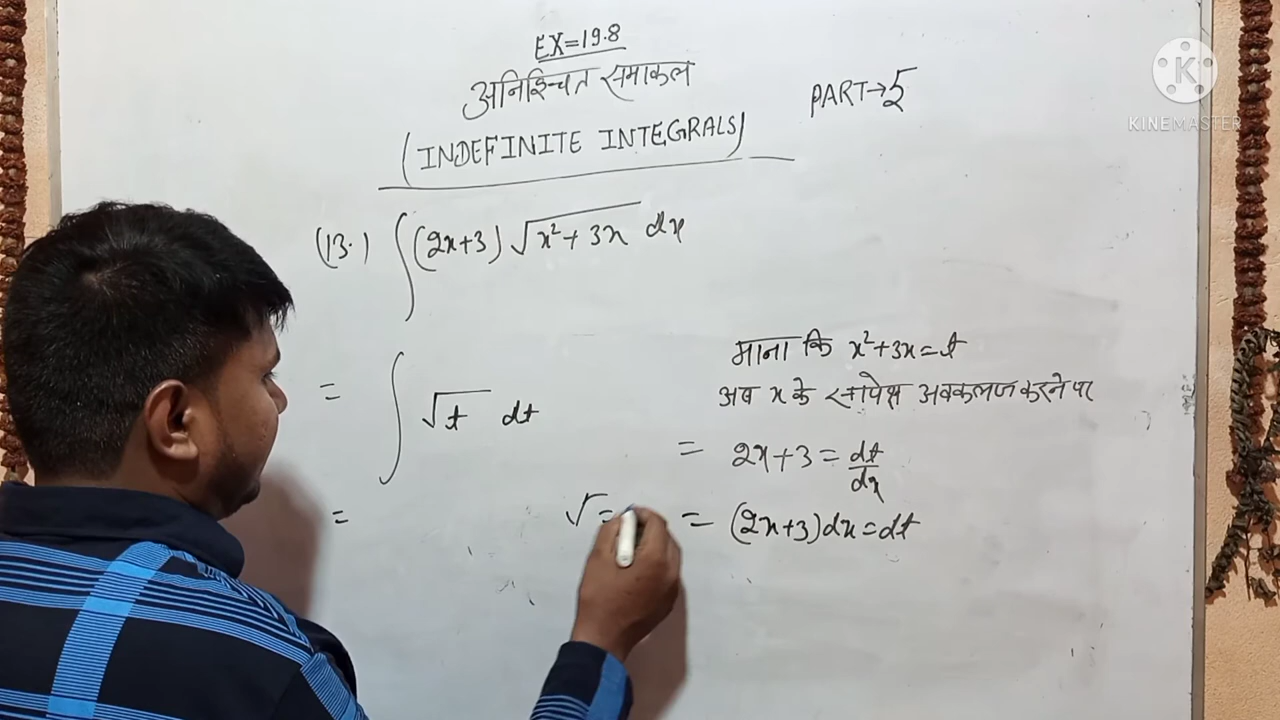 EX=19.8
अनिश्चित समाकल
(INDEFINITE INTEGRALS)
PART→5
K
KINEMASTER
(13.) ∫(2x+3) √x²+3x dx
माना कि x²+3x=t
अब x के सापेक्ष अवकलज करने पर
= ∫ √t dt
= 2x+3 = dt/dx
= √=
= (2x+3)dx=dt